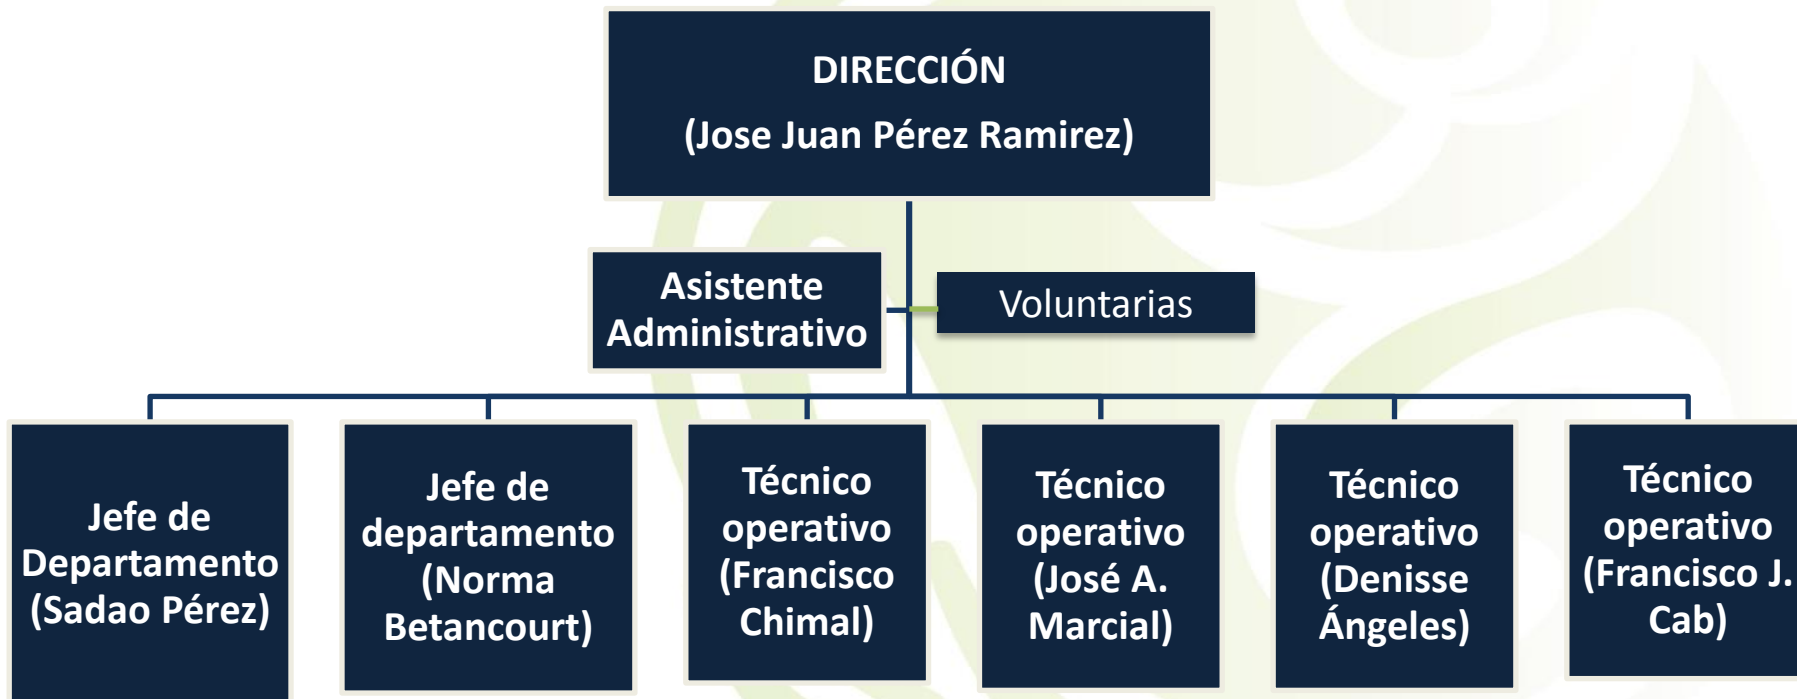 DIRECCIÓN
(Jose Juan Pérez Ramirez)
Asistente
Administrativo
Voluntarias
Jefe de
Departamento
(Sadao Pérez)
Jefe de
departamento
(Norma
Betancourt)
Técnico
operativo
(Francisco
Chimal)
Técnico
operativo
(José A.
Marcial)
Técnico
operativo
(Denisse
Ángeles)
Técnico
operativo
(Francisco J.
Cab)